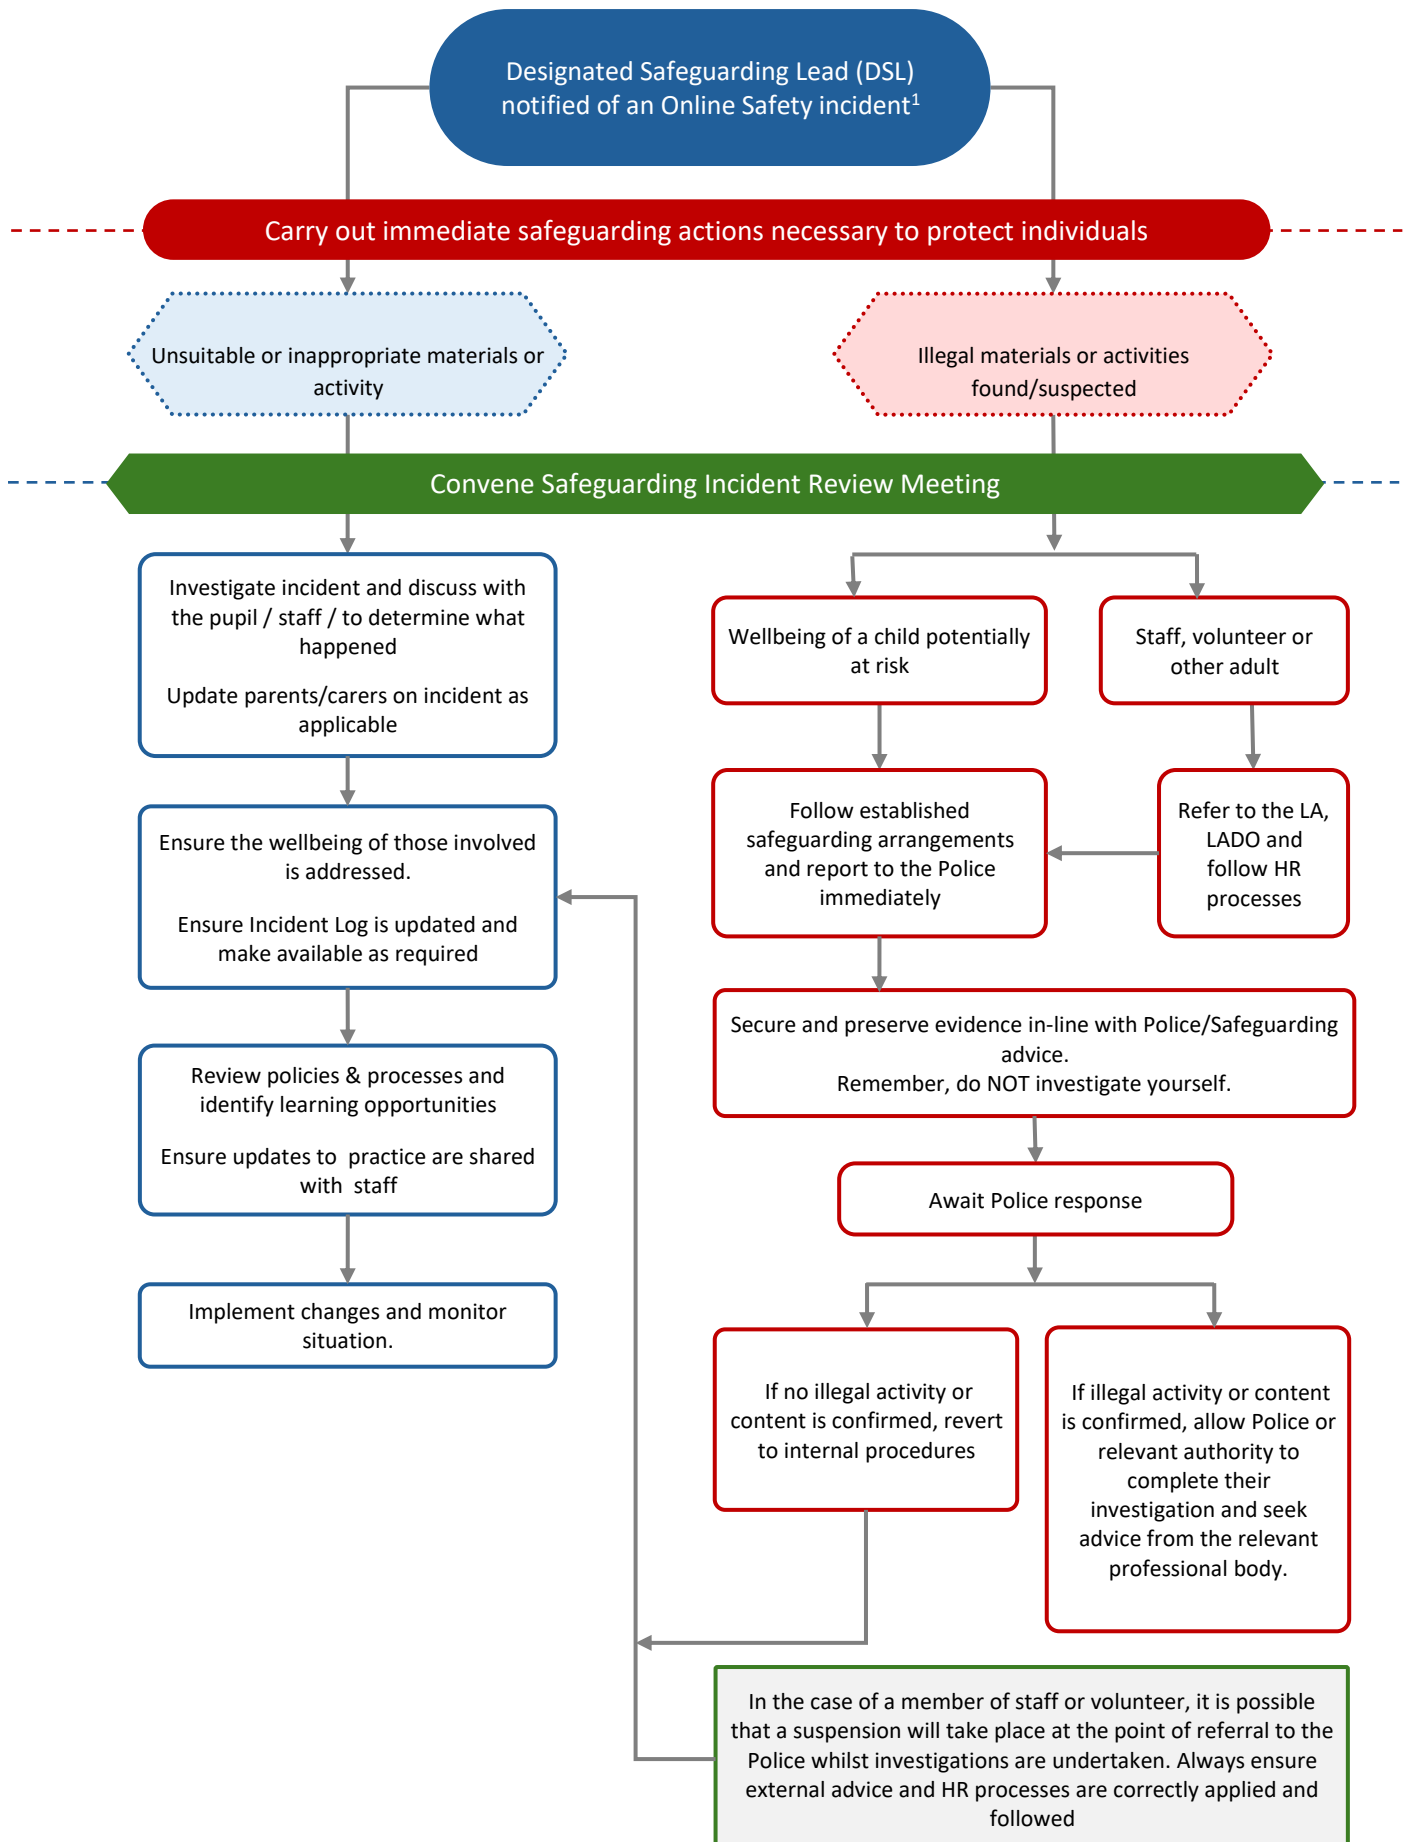 Designated Safeguarding Lead (DSL)
notified of an Online Safety incident¹
Carry out immediate safeguarding actions necessary to protect individuals
Unsuitable or inappropriate materials or
activity
Illegal materials or activities
found/suspected
Convene Safeguarding Incident Review Meeting
Investigate incident and discuss with
the pupil / staff / to determine what
happened
Update parents/carers on incident as
applicable
Ensure the wellbeing of those involved
is addressed.
Ensure Incident Log is updated and
make available as required
Review policies & processes and
identify learning opportunities
Ensure updates to  practice are shared
with  staff
Implement changes and monitor
situation.
Wellbeing of a child potentially
at risk
Staff, volunteer or
other adult
Follow established
safeguarding arrangements
and report to the Police
immediately
Refer to the LA,
LADO and
follow HR
processes
Secure and preserve evidence in-line with Police/Safeguarding
advice.
Remember, do NOT investigate yourself.
Await Police response
If no illegal activity or
content is confirmed, revert
to internal procedures
If illegal activity or content
is confirmed, allow Police or
relevant authority to
complete their
investigation and seek
advice from the relevant
professional body.
In the case of a member of staff or volunteer, it is possible
that a suspension will take place at the point of referral to the
Police whilst investigations are undertaken. Always ensure
external advice and HR processes are correctly applied and
followed